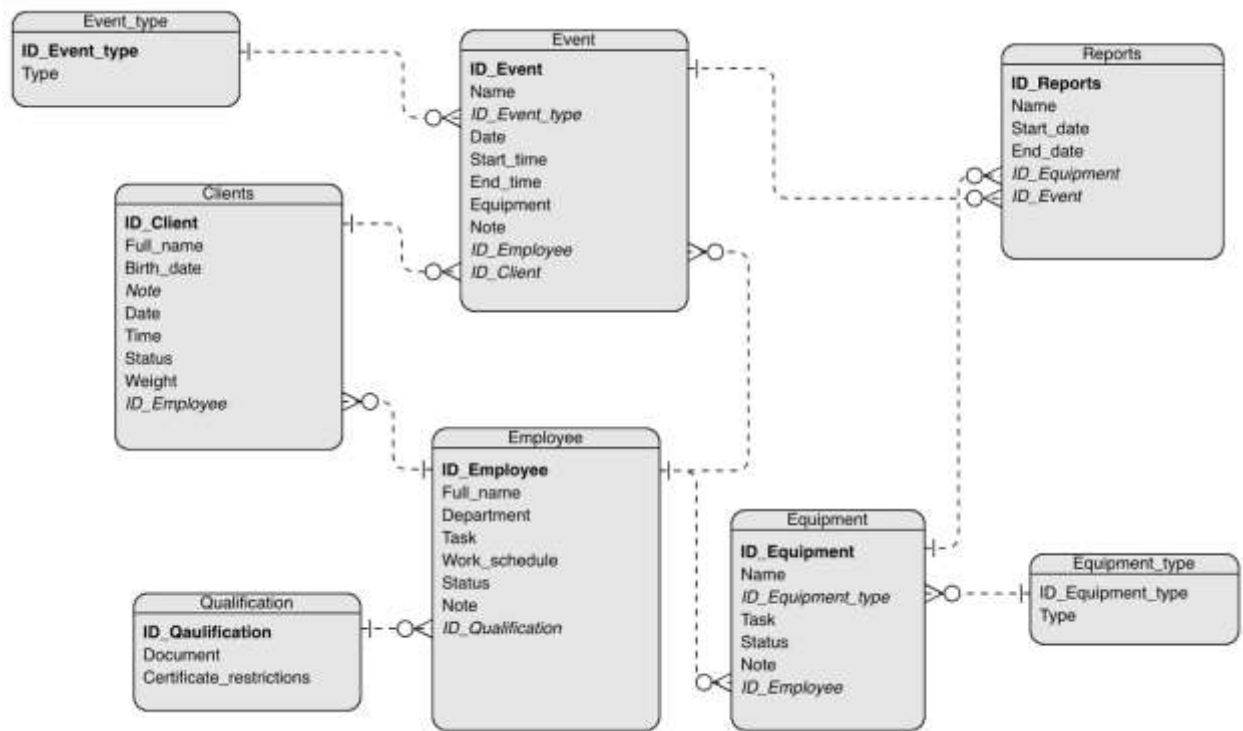 Event_type
ID_Event_type
Type
Event
ID_Event
Name
ID_Event_type
Date
Start_time
End_time
Equipment
Note
ID_Employee
ID_Client
Reports
ID_Reports
Name
Start_date
End_date
ID_Equipment
ID_Event
Clients
ID_Client
Full_name
Birth_date
Note
Date
Time
Status
Weight
ID_Employee
Employee
ID_Employee
Full_name
Department
Task
Work_schedule
Status
Note
ID_Qualification
Equipment
ID_Equipment
Name
ID_Equipment_type
Task
Status
Note
ID_Employee
Equipment_type
ID_Equipment_type
Type
Qualification
ID_Qaulification
Document
Certificate_restrictions